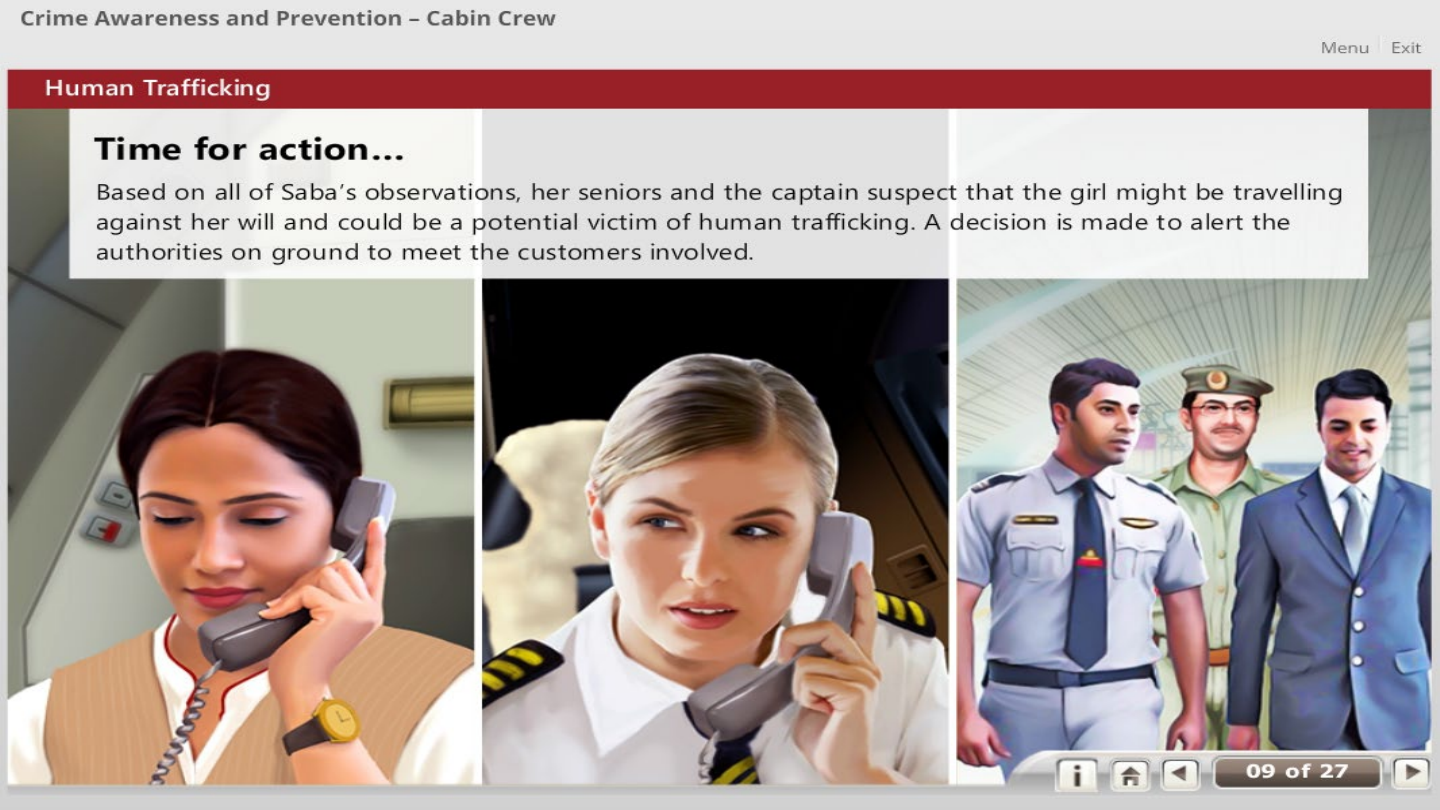 Crime Awareness and Prevention – Cabin Crew
Menu
Exit
Human Trafficking
Time for action...
Based on all of Saba’s observations, her seniors and the captain suspect that the girl might be travelling
against her will and could be a potential victim of human trafficking. A decision is made to alert the
authorities on ground to meet the customers involved.
i
09 of 27